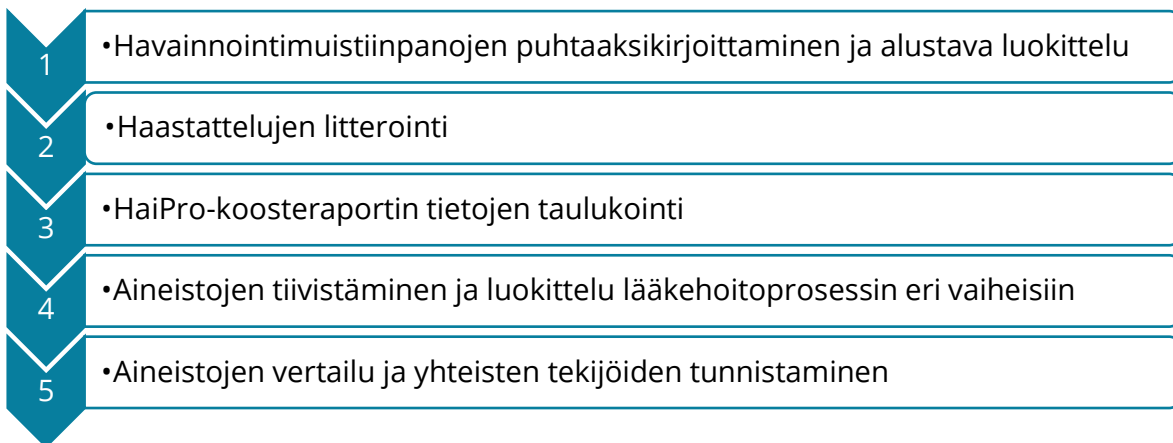 1 •Havainnointimuistiinpanojen puhtaaksikirjoittaminen ja alustava luokittelu
2 •Haastattelujen litterointi
3 •HaiPro-koosteraportin tietojen taulukointi
4 •Aineistojen tiivistäminen ja luokittelu lääkehoitoprosessin eri vaiheisiin
5 •Aineistojen vertailu ja yhteisten tekijöiden tunnistaminen